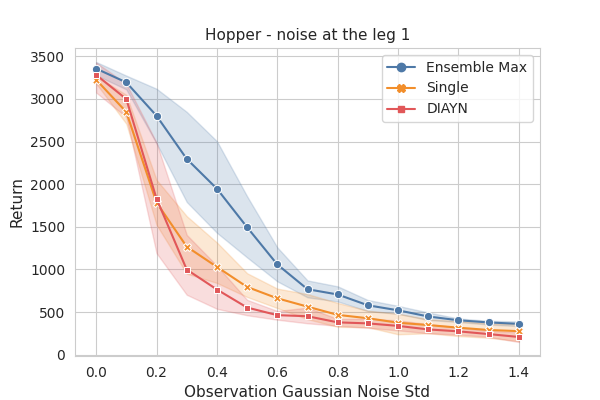 Hopper - noise at the leg 1
Ensemble Max
Single
DIAYN
Return
3500
3000
2500
2000
1500
1000
500
0
0.0 0.2 0.4 0.6 0.8 1.0 1.2 1.4
Observation Gaussian Noise Std